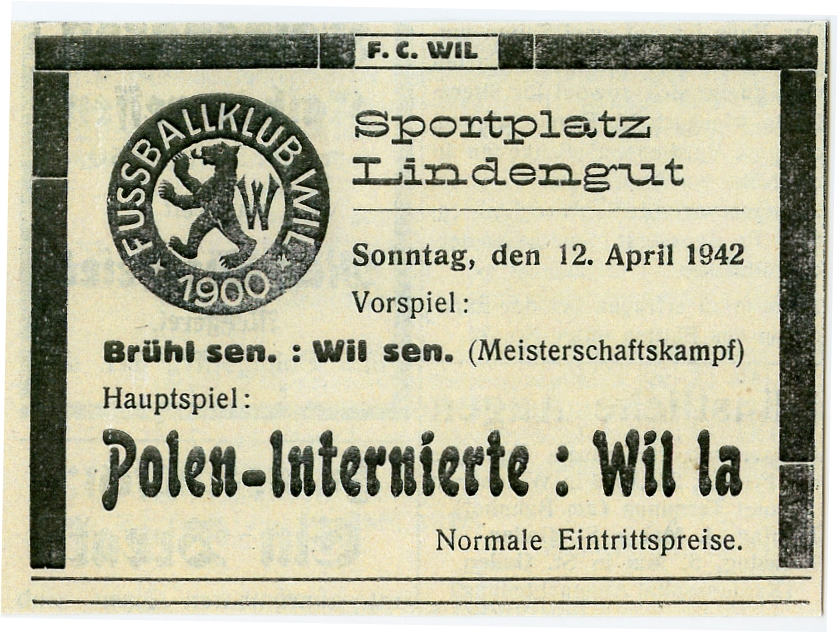 F. C. WIL
FUSSBALLKLUB WIL
W
1900
Sportplatz
Lindengut
Sonntag, den 12. April 1942
Vorspiel:
Brühl sen. : Wil sen. (Meisterschaftskampf)
Hauptspiel:
Polen-Internierte : Wil Ia
Normale Eintrittspreise.